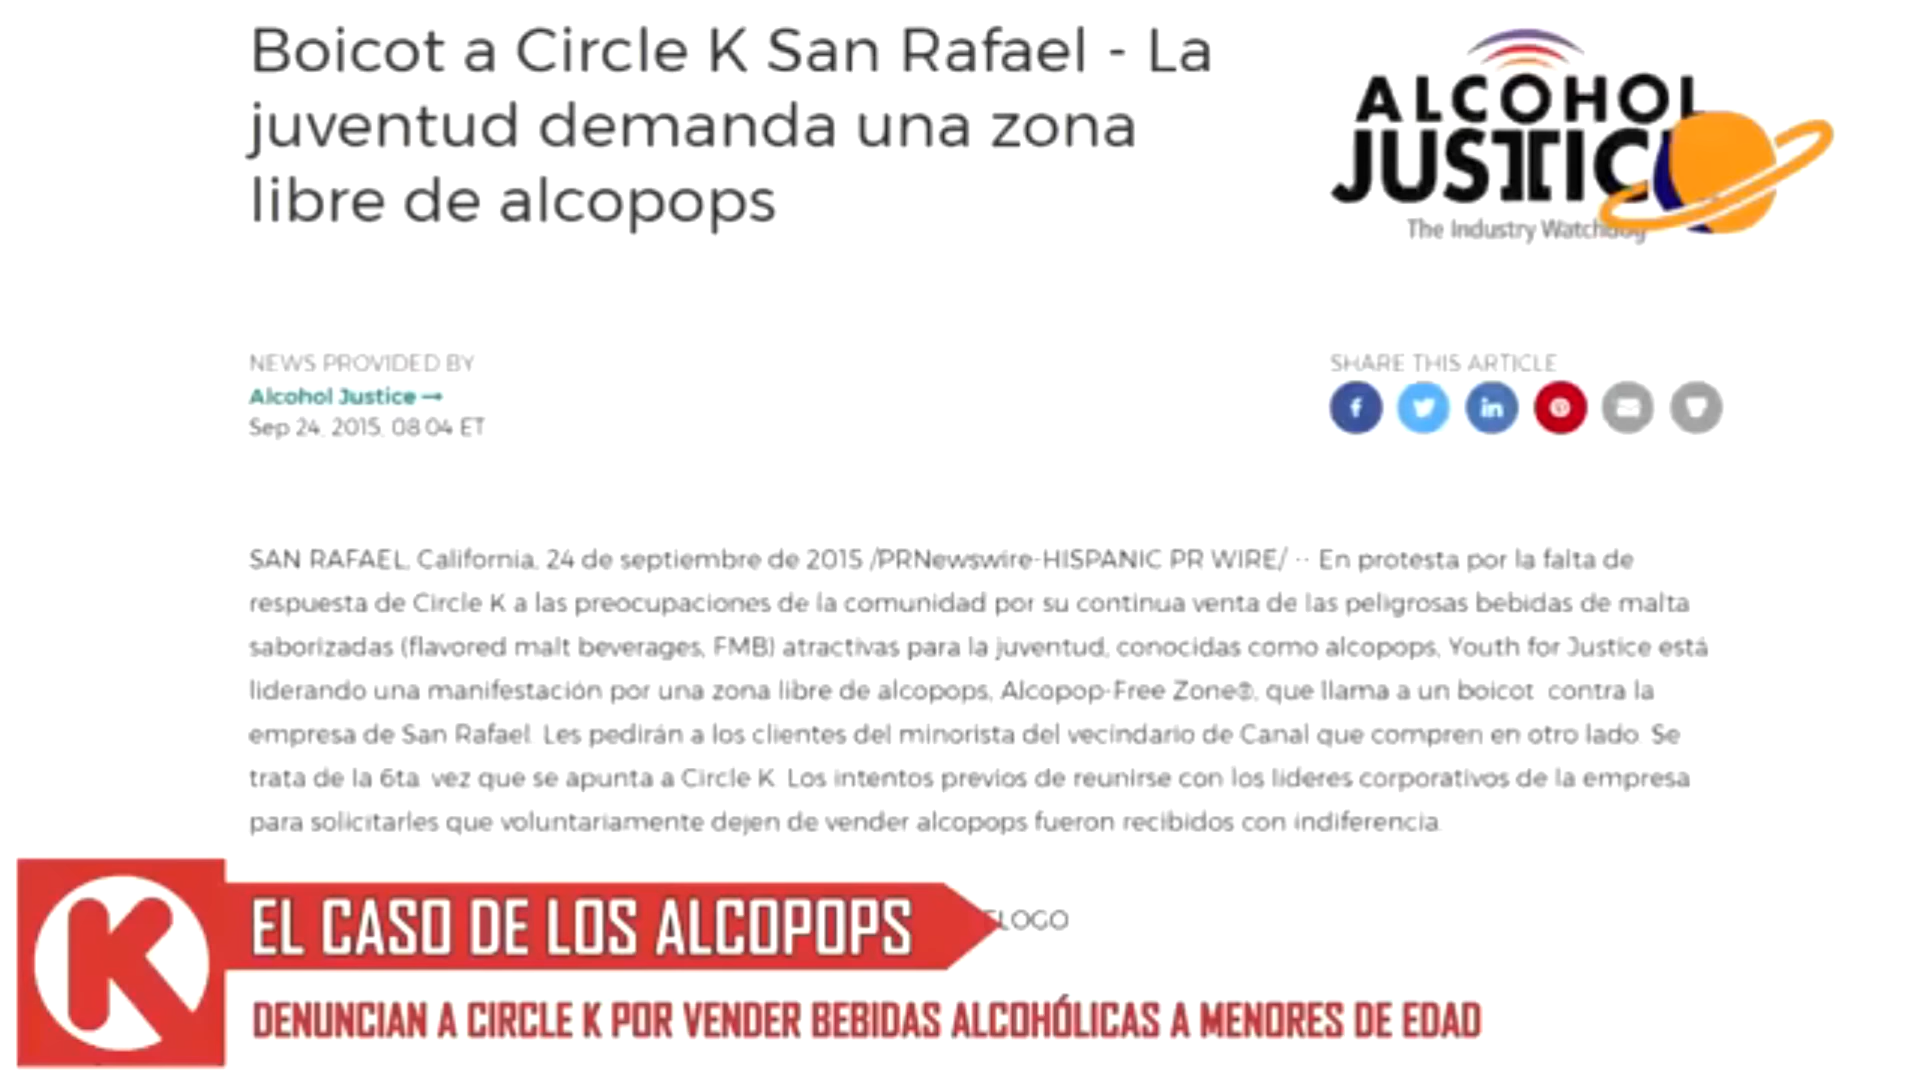 Boicot a Circle K San Rafael - La
juventud demanda una zona
libre de alcopops
ALCOHOL
JUSTIC
The Industry Watchdog
NEWS PROVIDED BY
Alcohol Justice →
Sep 24, 2015, 08:04 ET
SHARE THIS ARTICLE
SAN RAFAEL, California, 24 de septiembre de 2015 /PRNewswire-HISPANIC PR WIRE/ -- En protesta por la falta de
respuesta de Circle K a las preocupaciones de la comunidad por su continua venta de las peligrosas bebidas de malta
saborizadas (flavored malt beverages, FMB) atractivas para la juventud, conocidas como alcopops, Youth for Justice está
liderando una manifestación por una zona libre de alcopops, Alcopop-Free Zone®, que llama a un boicot contra la
empresa de San Rafael. Les pedirán a los clientes del minorista del vecindario de Canal que compren en otro lado. Se
trata de la 6ta vez que se apunta a Circle K. Los intentos previos de reunirse con los líderes corporativos de la empresa
para solicitarles que voluntariamente dejen de vender alcopops fueron recibidos con indiferencia.
LOGO
K
EL CASO DE LOS ALCOPOPS
DENUNCIAN A CIRCLE K POR VENDER BEBIDAS ALCOHÓLICAS A MENORES DE EDAD